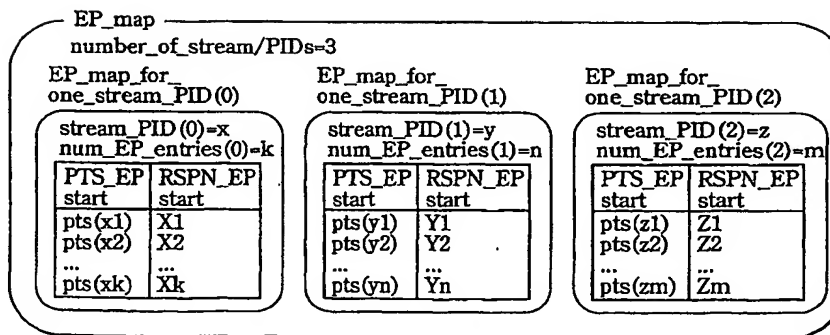 EP_map
number_of_stream/PIDs=3
EP_map_for_
one_stream_PID(0)
stream_PID(0)=x
num_EP_entries(0)=k
PTS_EP start RSPN_EP start
pts(x1) X1
pts(x2) X2
... ...
pts(xk) Xk
EP_map_for_
one_stream_PID(1)
stream_PID(1)=y
num_EP_entries(1)=n
PTS_EP start RSPN_EP start
pts(y1) Y1
pts(y2) Y2
... ...
pts(yn) Yn
EP_map_for_
one_stream_PID(2)
stream_PID(2)=z
num_EP_entries(2)=m
PTS_EP start RSPN_EP start
pts(z1) Z1
pts(z2) Z2
... ...
pts(zm) Zm